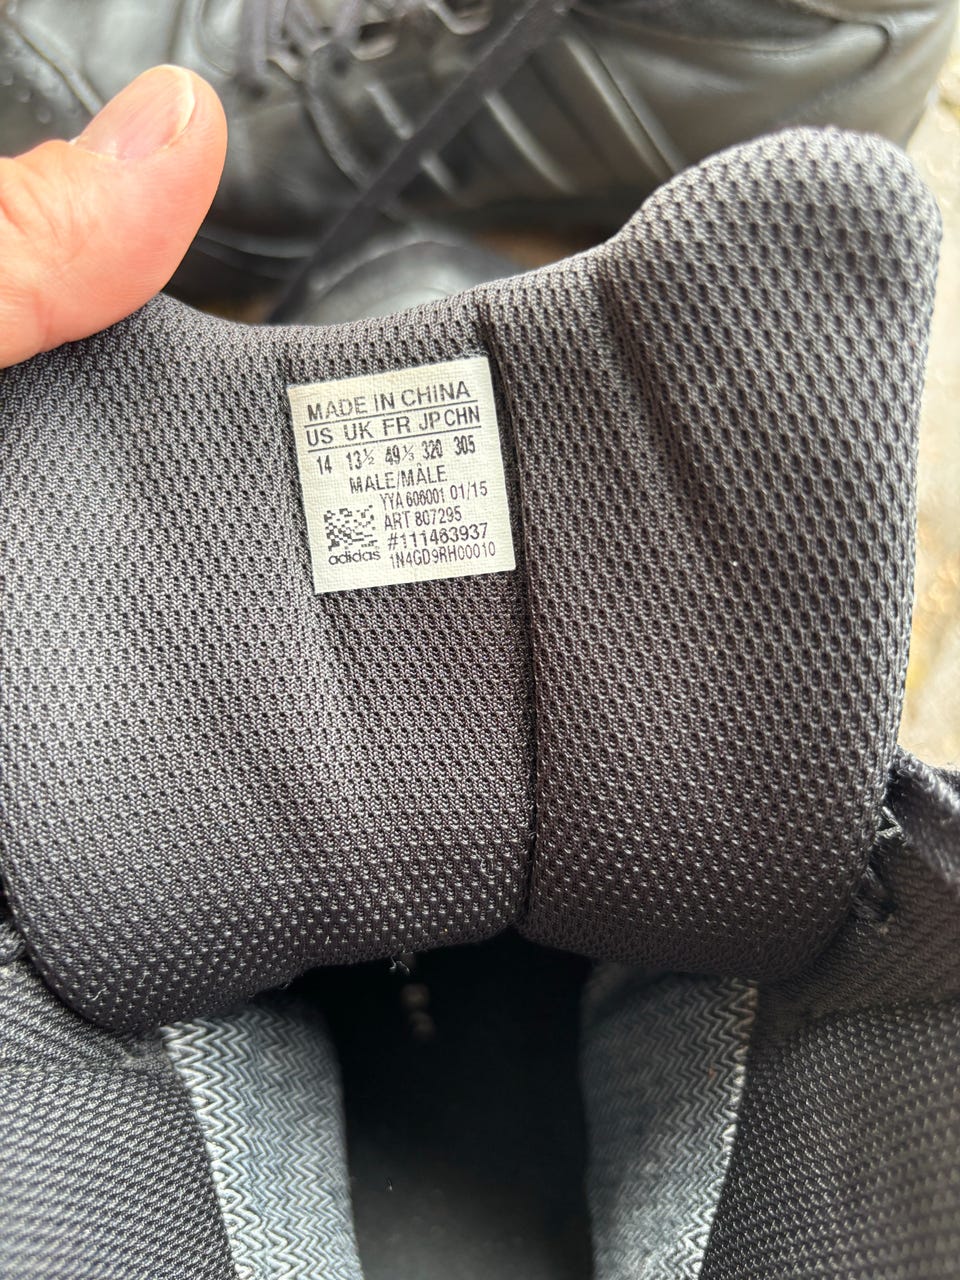 MADE IN CHINA
US UK FR JP CHN
14 13½ 49⅓ 320 305
MALE/MÂLE
YYA 606001 01/15
ART 807295
#111463937
adidas 1N4GD9RH00010